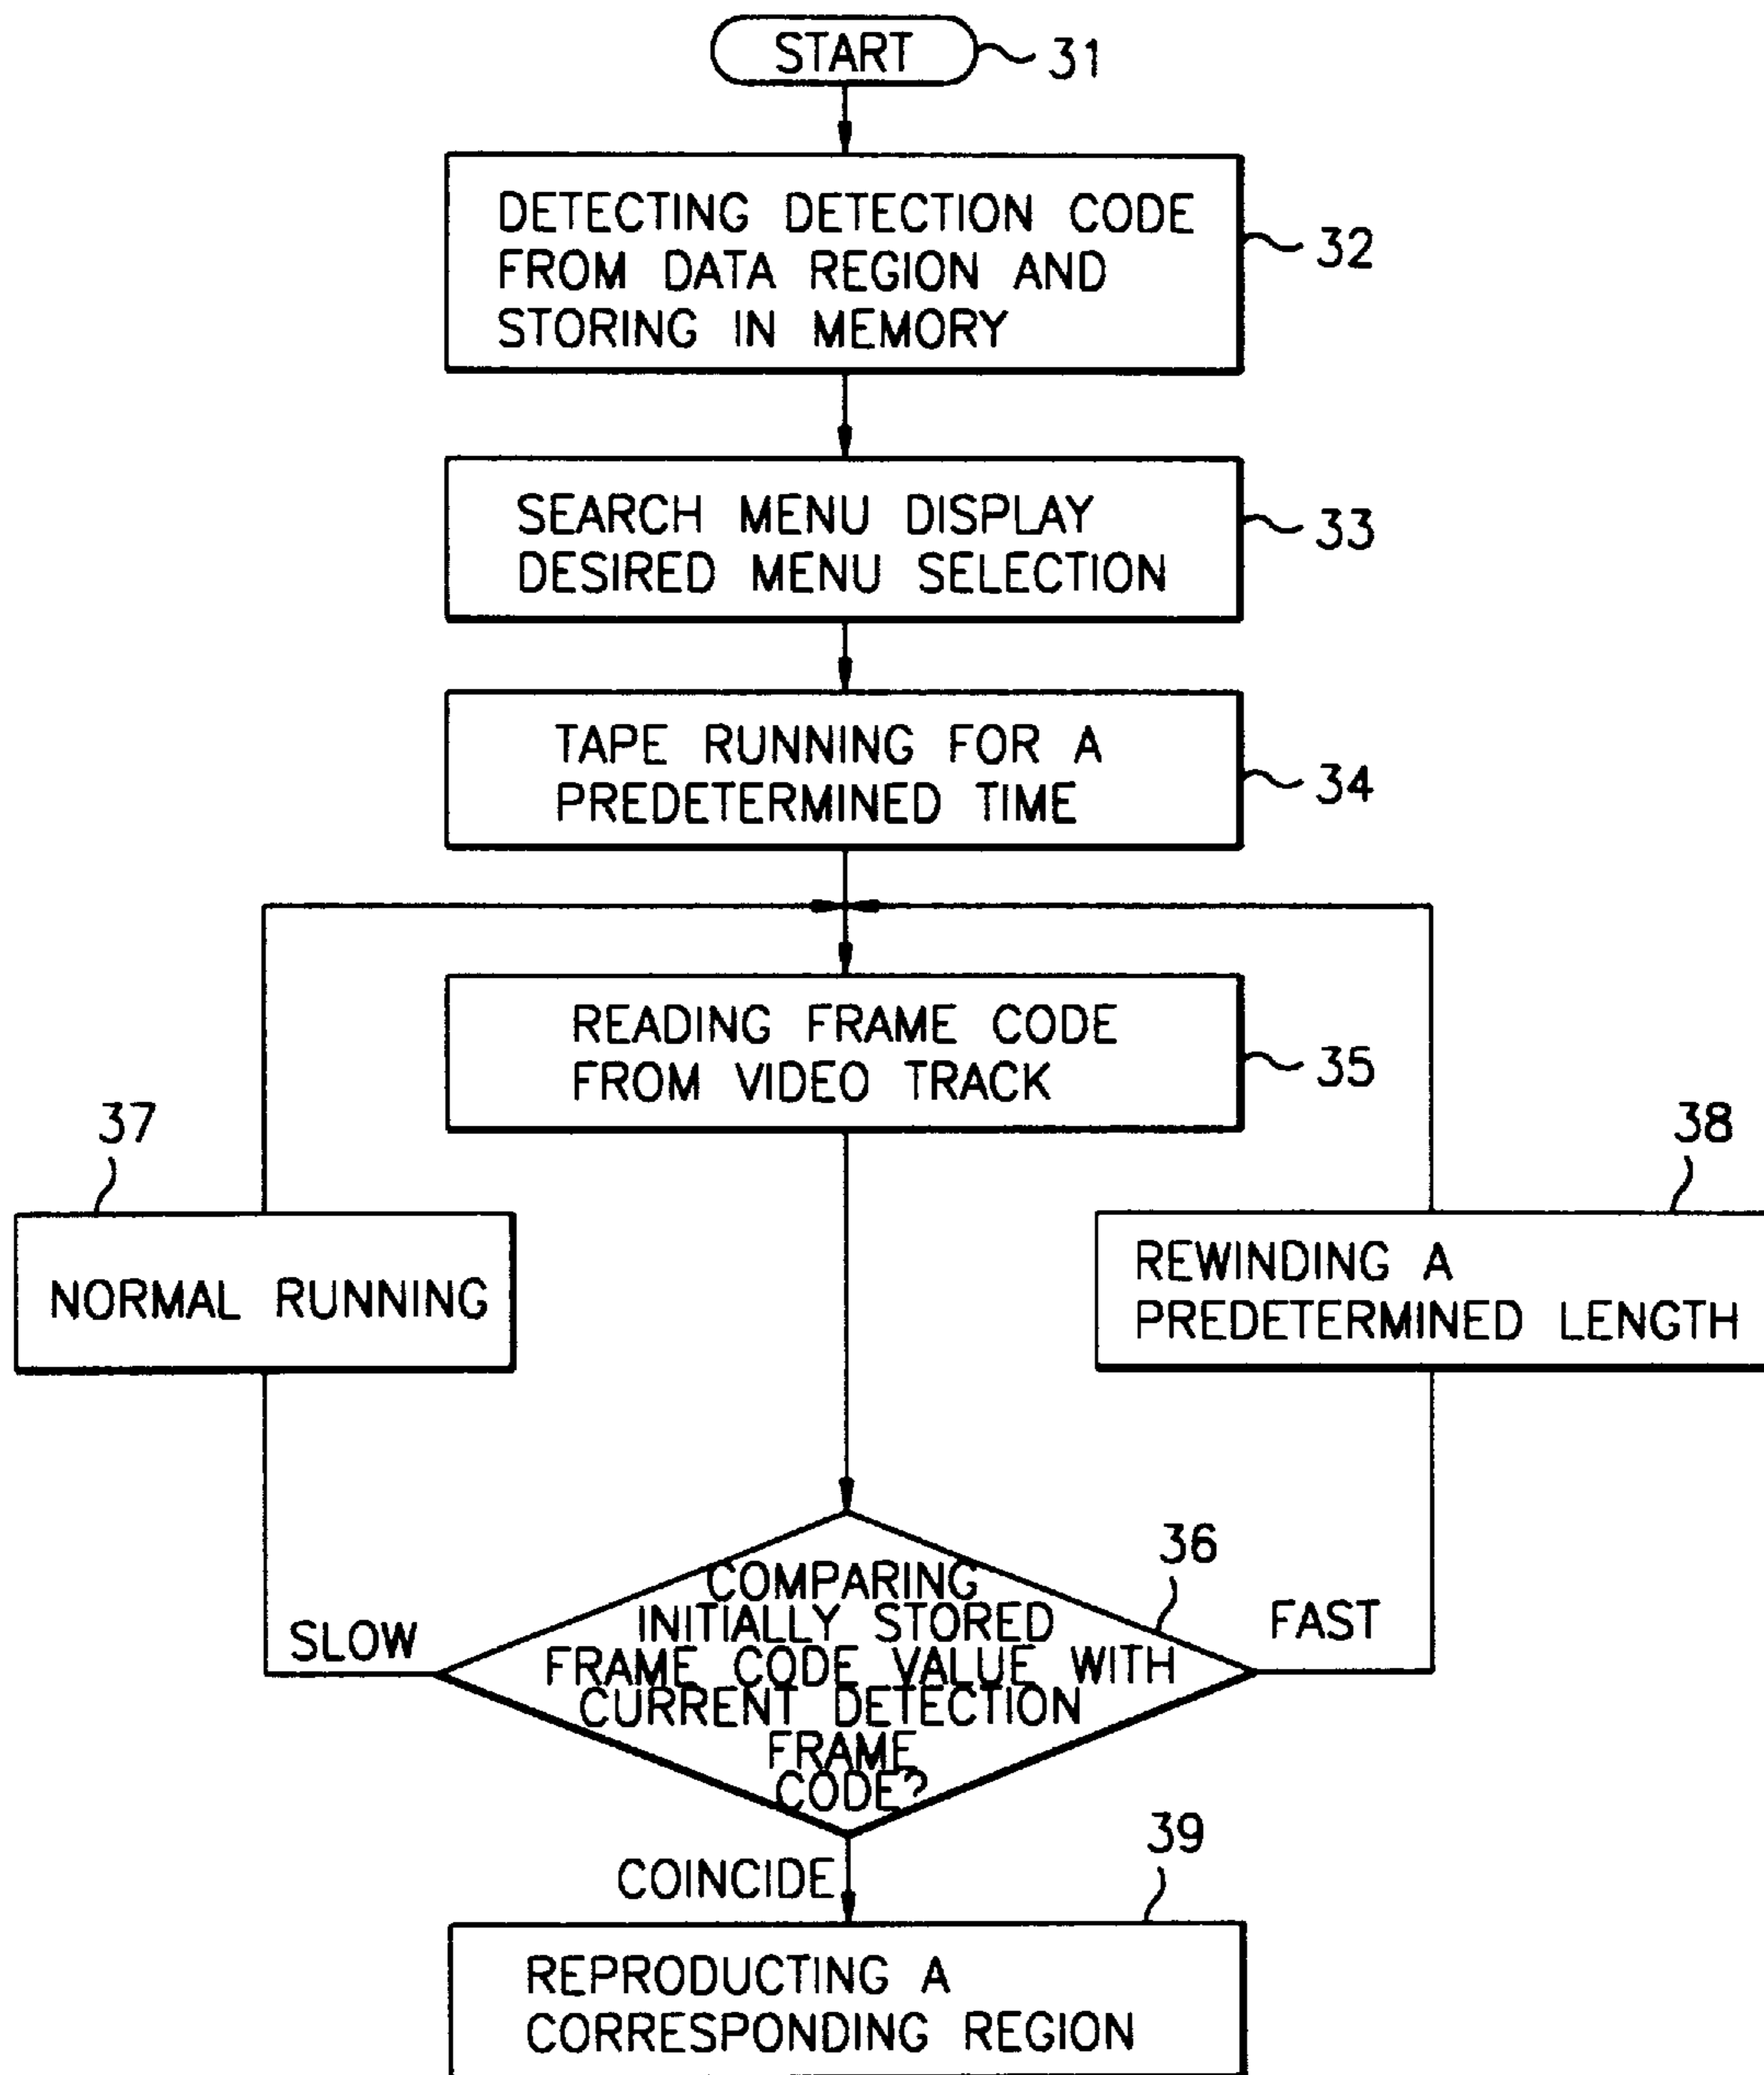 START
31
DETECTING DETECTION CODE
FROM DATA REGION AND
STORING IN MEMORY
32
SEARCH MENU DISPLAY
DESIRED MENU SELECTION
33
TAPE RUNNING FOR A
PREDETERMINED TIME
34
READING FRAME CODE
FROM VIDEO TRACK
35
37
NORMAL RUNNING
38
REWINDING A
PREDETERMINED LENGTH
36
COMPARING
INITIALLY STORED
FRAME CODE VALUE WITH
CURRENT DETECTION
FRAME
CODE?
SLOW
FAST
COINCIDE
39
REPRODUCTING A
CORRESPONDING REGION